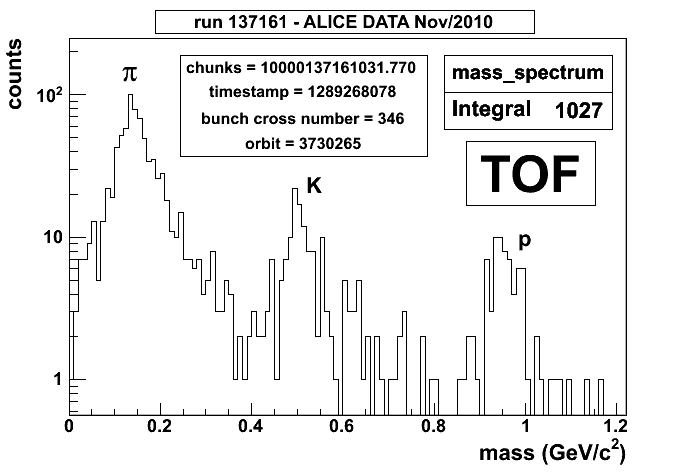 run 137161 - ALICE DATA Nov/2010
counts
π
chunks = 10000137161031.770
timestamp = 1289268078
bunch cross number = 346
orbit = 3730265
mass_spectrum
Integral 1027
TOF
K
p
10²
10
1
0 0.2 0.4 0.6 0.8 1 1.2
mass (GeV/c²)